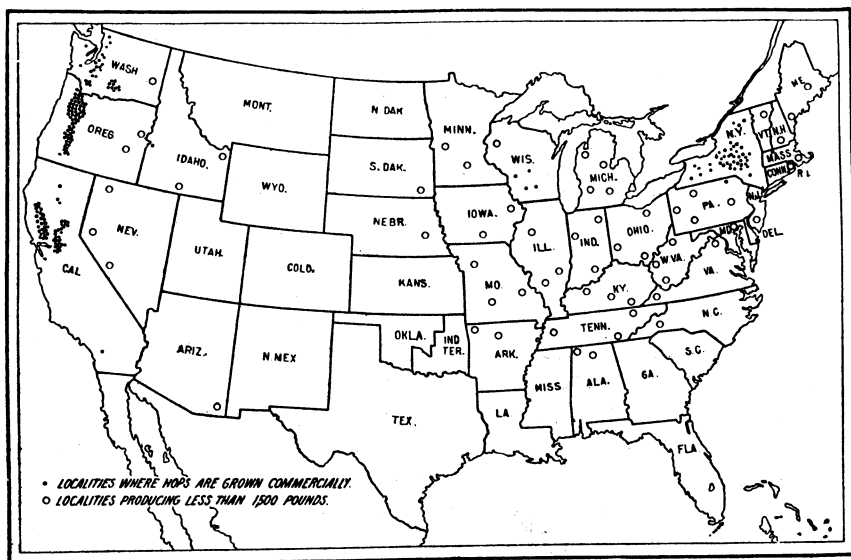 WASH
MONT.
N DAK
MINN.
ME.
OREG
IDAHO.
S. DAK.
WIS.
MICH.
N.Y.
VT.
N.H
MASS
CONN.
R I.
WYO.
NEBR.
IOWA.
PA.
N.J.
NEV.
UTAH.
COLO.
ILL.
IND.
OHIO.
MD.
DEL.
CAL
KANS.
MO.
KY.
W.VA.
VA.
ARIZ.
N MEX
OKLA.
IND
TER.
ARK.
TENN.
N.C.
S.C.
TEX.
LA
MISS
ALA.
GA.
FLA
• LOCALITIES WHERE HOPS ARE GROWN COMMERCIALLY.
○ LOCALITIES PRODUCING LESS THAN 1,500 POUNDS.